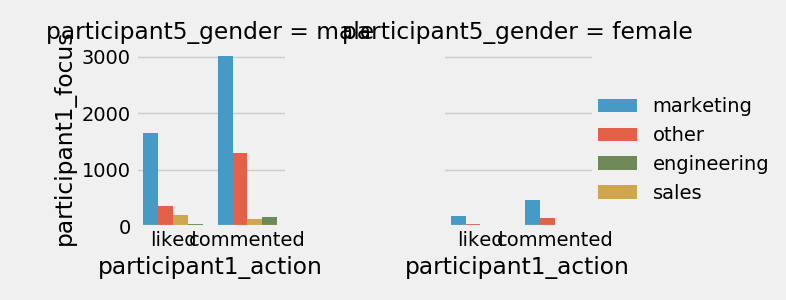 participant5_gender = male
participant5_gender = female
participant1_focus
3000
2000
1000
0
liked
commented
liked
commented
participant1_action
participant1_action
marketing
other
engineering
sales